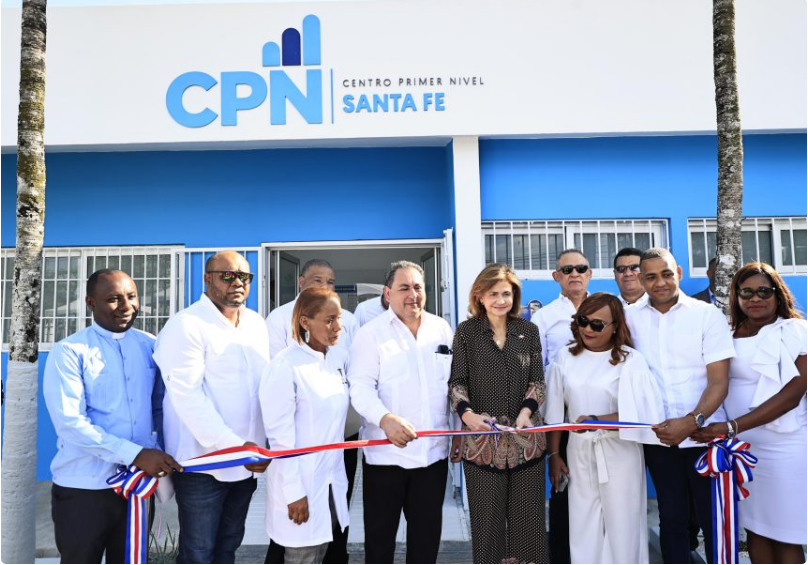 CPN
CENTRO PRIMER NIVEL
SANTA FE